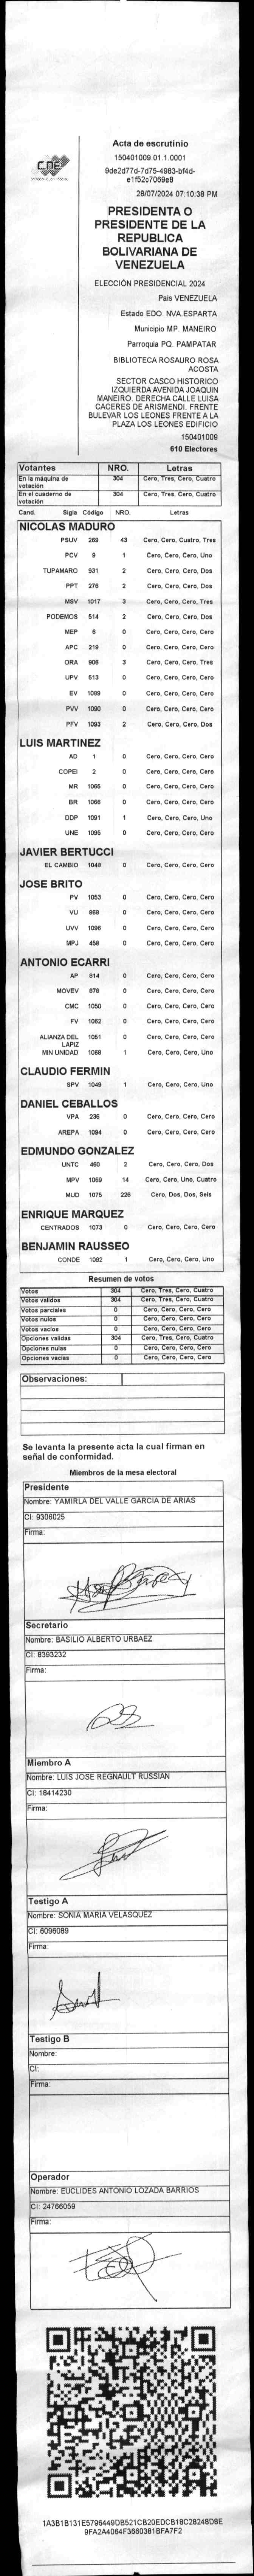 CNE
Acta de escrutinio
150401009.01.1.0001
9de2d77d-7d75-4983-bf4d-
e1f52c7069e8
28/07/2024 07:10:38 PM
PRESIDENTA O
PRESIDENTE DE LA
REPUBLICA
BOLIVARIANA DE
VENEZUELA
ELECCIÓN PRESIDENCIAL 2024
País VENEZUELA
Estado EDO. NVA.ESPARTA
Municipio MP. MANEIRO
Parroquia PQ. PAMPATAR
BIBLIOTECA ROSAURO ROSA
ACOSTA
SECTOR CASCO HISTORICO
IZQUIERDA AVENIDA JOAQUIN
MANEIRO. DERECHA CALLE LUISA
CACERES DE ARISMENDI. FRENTE
BULEVAR LOS LEONES FRENTE A LA
PLAZA LOS LEONES EDIFICIO
150401009
610 Electores
Votantes NRO. Letras
En la máquina de votación 304 Cero, Tres, Cero, Cuatro
En el cuaderno de votación 304 Cero, Tres, Cero, Cuatro
Cand. Sigla Código NRO. Letras
NICOLAS MADURO
PSUV 269 43 Cero, Cero, Cuatro, Tres
PCV 9 1 Cero, Cero, Cero, Uno
TUPAMARO 931 2 Cero, Cero, Cero, Dos
PPT 276 2 Cero, Cero, Cero, Dos
MSV 1017 3 Cero, Cero, Cero, Tres
PODEMOS 514 2 Cero, Cero, Cero, Dos
MEP 6 0 Cero, Cero, Cero, Cero
APC 219 0 Cero, Cero, Cero, Cero
ORA 906 3 Cero, Cero, Cero, Tres
UPV 513 0 Cero, Cero, Cero, Cero
EV 1089 0 Cero, Cero, Cero, Cero
PVV 1090 0 Cero, Cero, Cero, Cero
PFV 1093 2 Cero, Cero, Cero, Dos
LUIS MARTINEZ
AD 1 0 Cero, Cero, Cero, Cero
COPEI 2 0 Cero, Cero, Cero, Cero
MR 1065 0 Cero, Cero, Cero, Cero
BR 1066 0 Cero, Cero, Cero, Cero
DDP 1091 1 Cero, Cero, Cero, Uno
UNE 1095 0 Cero, Cero, Cero, Cero
JAVIER BERTUCCI
EL CAMBIO 1048 0 Cero, Cero, Cero, Cero
JOSE BRITO
PV 1053 0 Cero, Cero, Cero, Cero
VU 868 0 Cero, Cero, Cero, Cero
UVV 1096 0 Cero, Cero, Cero, Cero
MPJ 458 0 Cero, Cero, Cero, Cero
ANTONIO ECARRI
AP 814 0 Cero, Cero, Cero, Cero
MOVEV 878 0 Cero, Cero, Cero, Cero
CMC 1050 0 Cero, Cero, Cero, Cero
FV 1062 0 Cero, Cero, Cero, Cero
ALIANZA DEL LAPIZ 1051 0 Cero, Cero, Cero, Cero
MIN UNIDAD 1068 1 Cero, Cero, Cero, Uno
CLAUDIO FERMIN
SPV 1049 1 Cero, Cero, Cero, Uno
DANIEL CEBALLOS
VPA 236 0 Cero, Cero, Cero, Cero
AREPA 1094 0 Cero, Cero, Cero, Cero
EDMUNDO GONZALEZ
UNTC 460 2 Cero, Cero, Cero, Dos
MPV 1069 14 Cero, Cero, Uno, Cuatro
MUD 1075 226 Cero, Dos, Dos, Seis
ENRIQUE MARQUEZ
CENTRADOS 1073 0 Cero, Cero, Cero, Cero
BENJAMIN RAUSSEO
CONDE 1092 1 Cero, Cero, Cero, Uno
Resumen de votos
Votos 304 Cero, Tres, Cero, Cuatro
Votos validos 304 Cero, Tres, Cero, Cuatro
Votos parciales 0 Cero, Cero, Cero, Cero
Votos nulos 0 Cero, Cero, Cero, Cero
Votos vacios 0 Cero, Cero, Cero, Cero
Opciones validas 304 Cero, Tres, Cero, Cuatro
Opciones nulas 0 Cero, Cero, Cero, Cero
Opciones vacias 0 Cero, Cero, Cero, Cero
Observaciones:
Se levanta la presente acta la cual firman en
señal de conformidad.
Miembros de la mesa electoral
Presidente
Nombre: YAMIRLA DEL VALLE GARCIA DE ARIAS
CI: 9306025
Firma:
Secretario
Nombre: BASILIO ALBERTO URBAEZ
CI: 8393232
Firma:
Miembro A
Nombre: LUIS JOSE REGNAULT RUSSIAN
CI: 18414230
Firma:
Testigo A
Nombre: SONIA MARIA VELASQUEZ
CI: 6096089
Firma:
Testigo B
Nombre:
CI:
Firma:
Operador
Nombre: EUCLIDES ANTONIO LOZADA BARRIOS
CI: 24766059
Firma:
1A3B1B131E5796449DB521CB20EDCB18C28248D8E
9FA2A4064F3660381BFA7F2